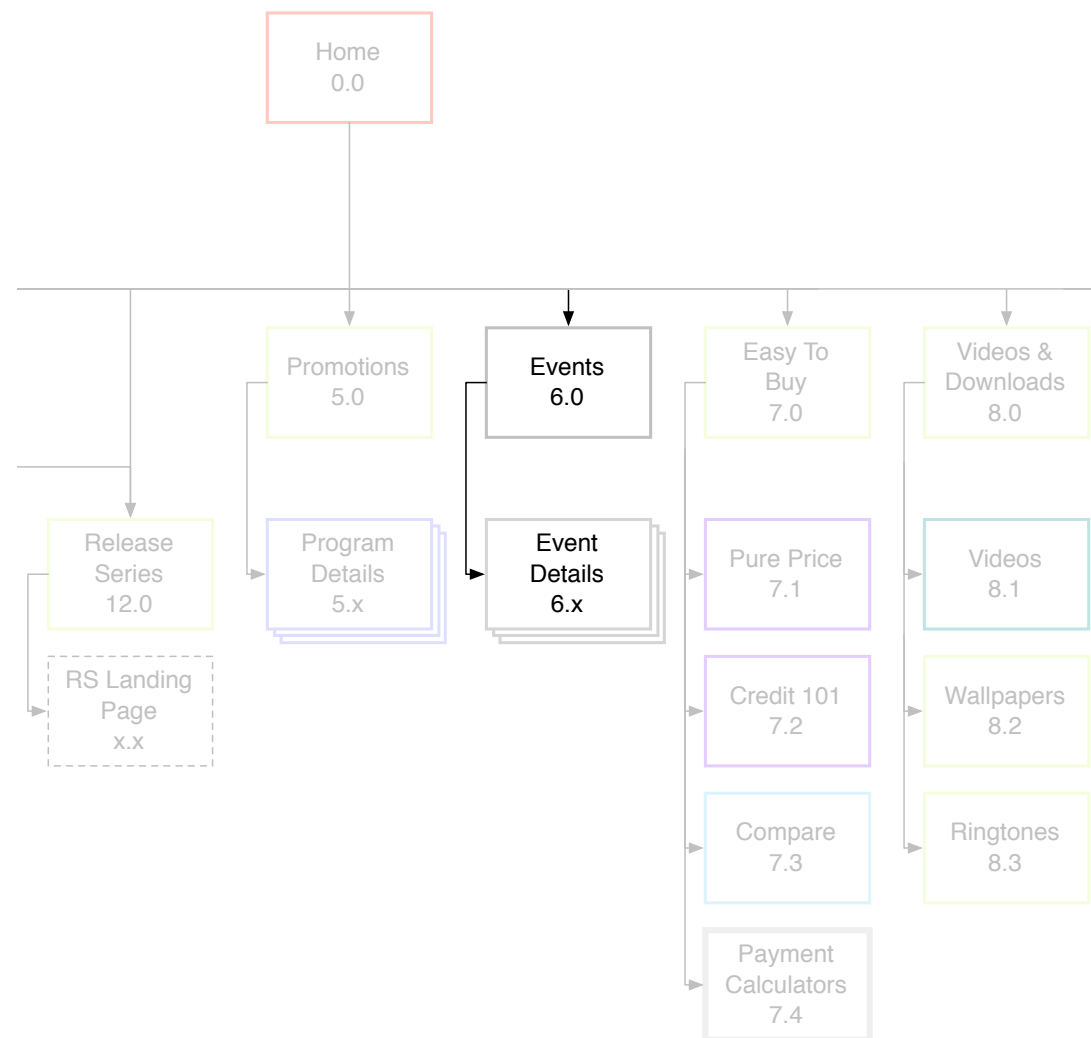 Home
0.0
Promotions
5.0
Events
6.0
Easy To
Buy
7.0
Videos &
Downloads
8.0
Release
Series
12.0
Program
Details
5.x
Event
Details
6.x
Pure Price
7.1
Videos
8.1
RS Landing
Page
x.x
Credit 101
7.2
Wallpapers
8.2
Compare
7.3
Ringtones
8.3
Payment
Calculators
7.4